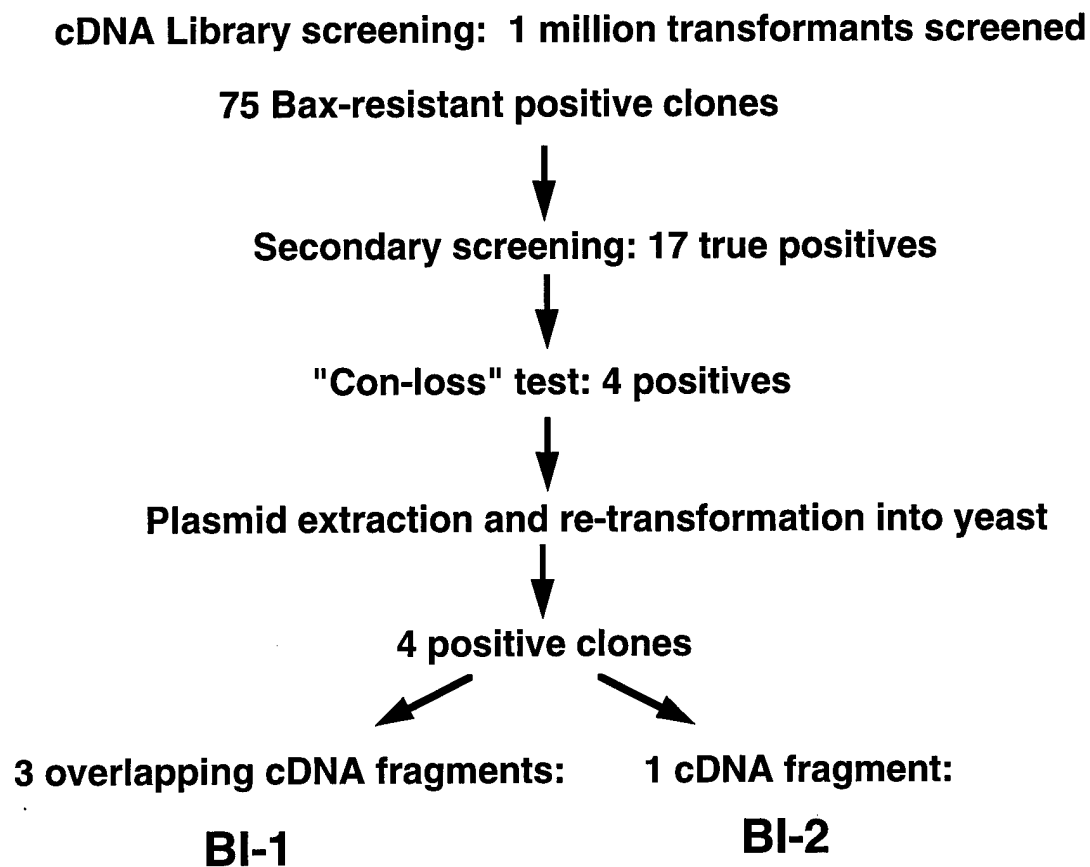 cDNA Library screening: 1 million transformants screened
75 Bax-resistant positive clones
Secondary screening: 17 true positives
"Con-loss" test: 4 positives
Plasmid extraction and re-transformation into yeast
4 positive clones
3 overlapping cDNA fragments:
BI-1
1 cDNA fragment:
BI-2